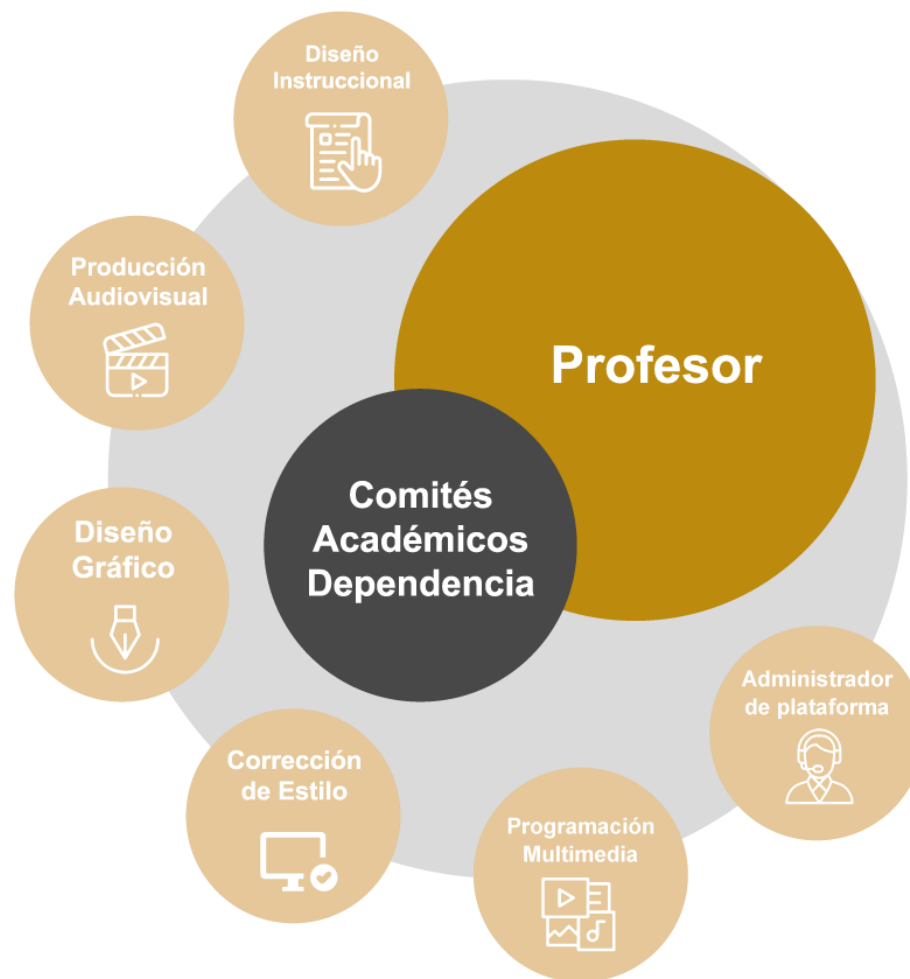 Diseño
Instruccional
Producción
Audiovisual
Profesor
Comités
Académicos
Dependencia
Diseño
Gráfico
Administrador
de plataforma
Corrección
de Estilo
Programación
Multimedia